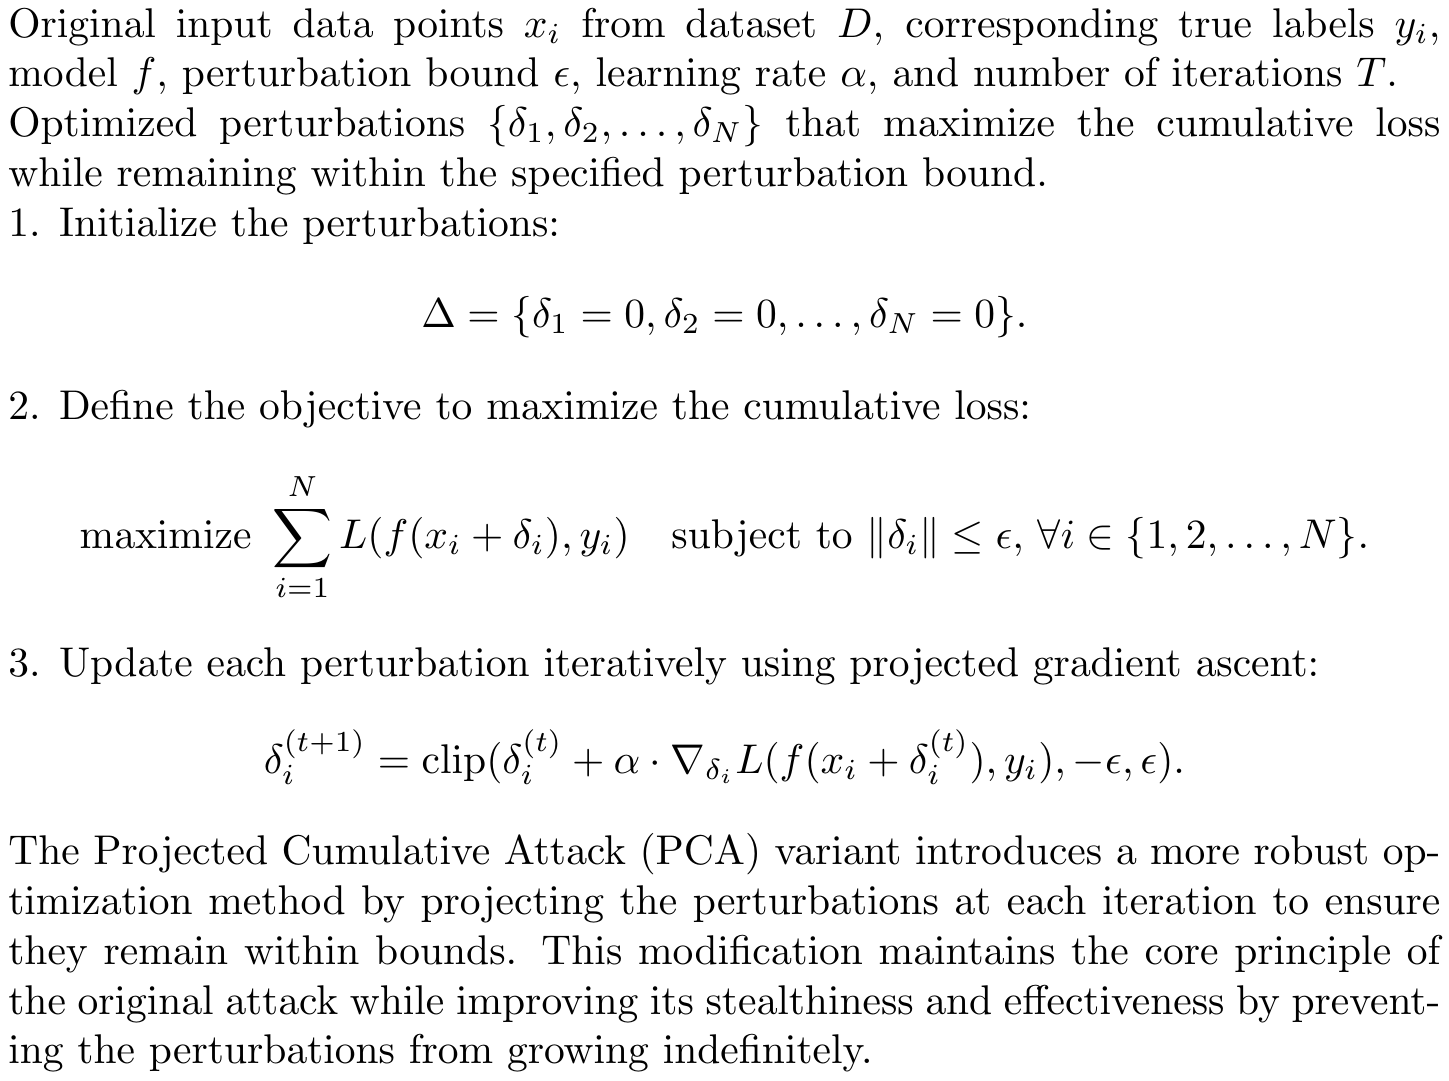 Original input data points $x_i$ from dataset $D$, corresponding true labels $y_i$,
model $f$, perturbation bound $\epsilon$, learning rate $\alpha$, and number of iterations $T$.
Optimized perturbations $\{\delta_1, \delta_2, \ldots, \delta_N\}$ that maximize the cumulative loss
while remaining within the specified perturbation bound.
1. Initialize the perturbations:
$\Delta = \{\delta_1 = 0, \delta_2 = 0, \ldots, \delta_N = 0\}.$
2. Define the objective to maximize the cumulative loss:
$\text{maximize } \sum_{i=1}^{N} L(f(x_i + \delta_i), y_i) \quad \text{subject to } \|\delta_i\| \leq \epsilon, \forall i \in \{1, 2, \ldots, N\}.$
3. Update each perturbation iteratively using projected gradient ascent:
$\delta_i^{(t+1)} = \text{clip}(\delta_i^{(t)} + \alpha \cdot \nabla_{\delta_i} L(f(x_i + \delta_i^{(t)}), y_i), -\epsilon, \epsilon).$
The Projected Cumulative Attack (PCA) variant introduces a more robust op-
timization method by projecting the perturbations at each iteration to ensure
they remain within bounds. This modification maintains the core principle of
the original attack while improving its stealthiness and effectiveness by prevent-
ing the perturbations from growing indefinitely.